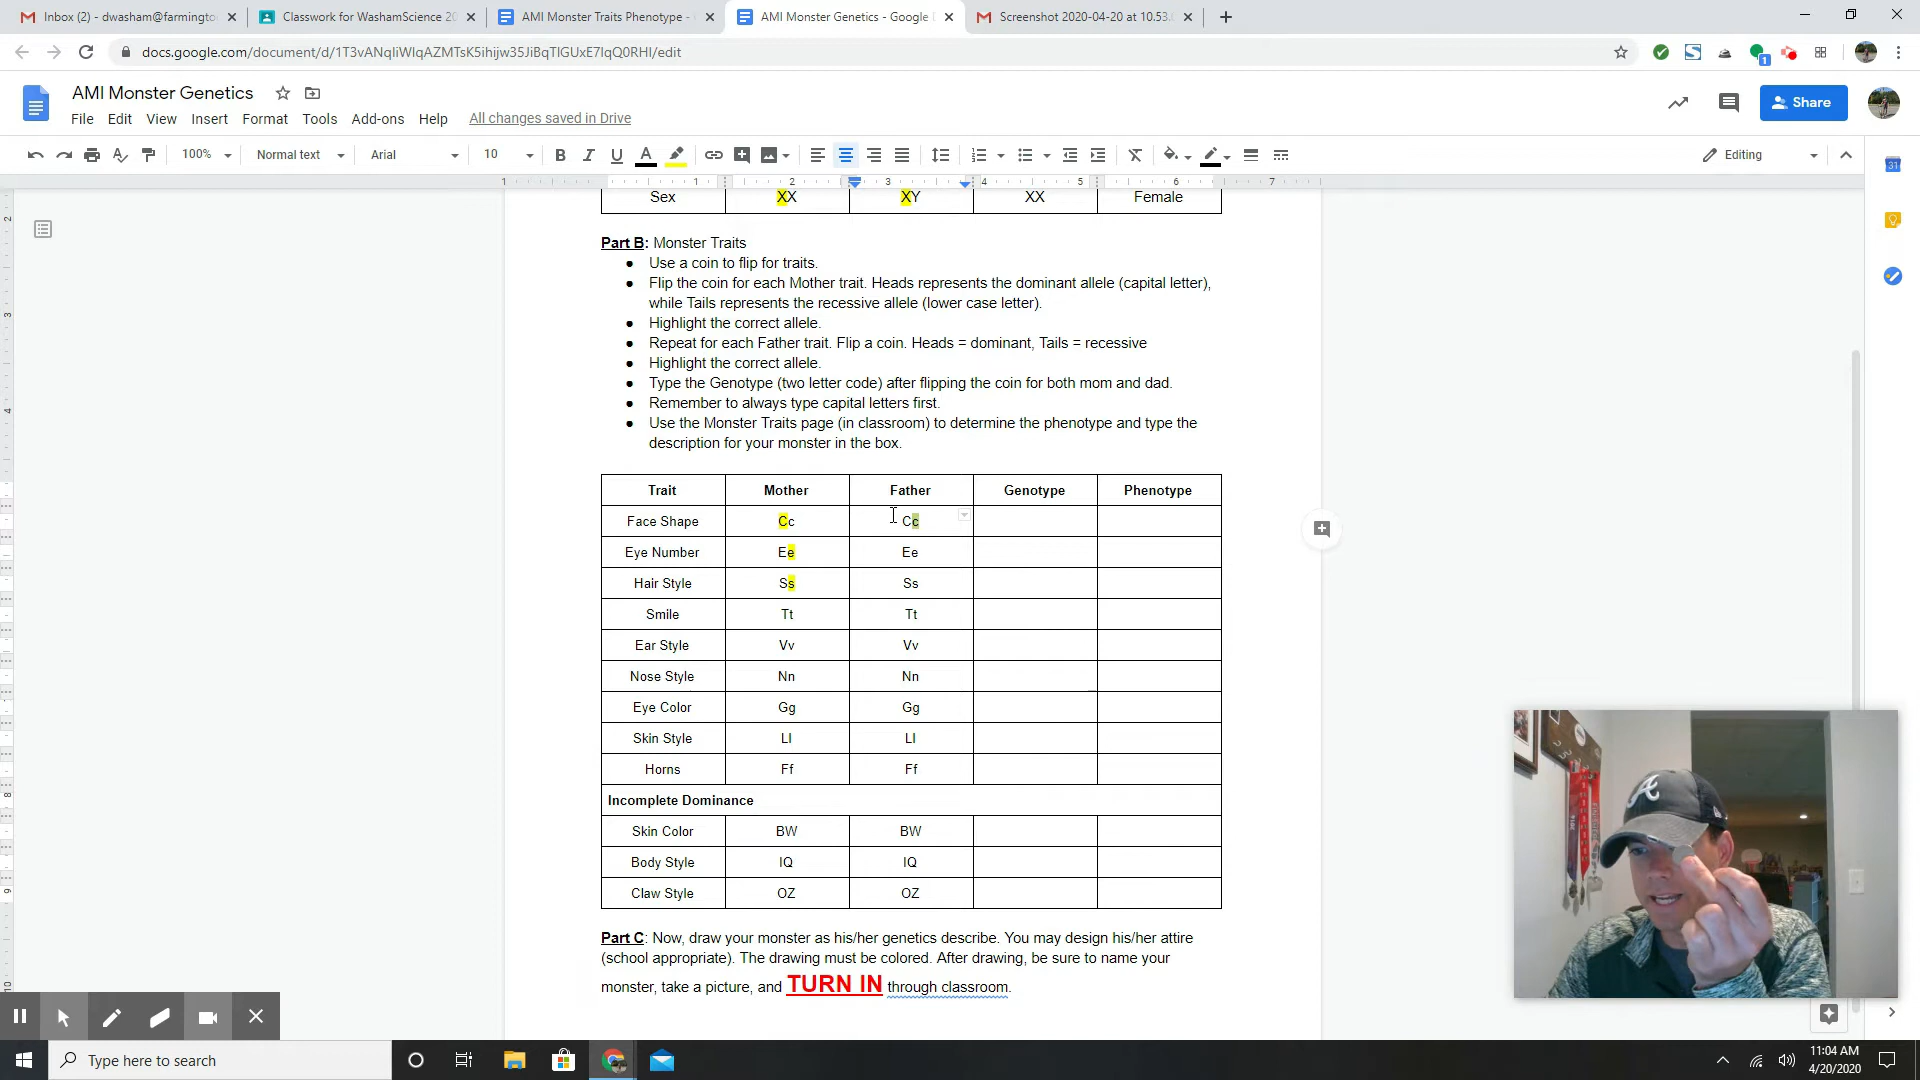 Inbox (2) - dwasham@farmingto
Classwork for WashamScience 20
AMI Monster Traits Phenotype -
AMI Monster Genetics - Google
Screenshot 2020-04-20 at 10.53.
docs.google.com/document/d/1T3vANqIiWIqAZMTsK5ihijw35JiBqTlGUxE7IqQ0RHI/edit
AMI Monster Genetics
File Edit View Insert Format Tools Add-ons Help All changes saved in Drive
Share
100% Normal text Arial 10 Editing
1 1 2 3 4 5 6 7
Sex XX XY XX Female
Part B: Monster Traits
● Use a coin to flip for traits.
● Flip the coin for each Mother trait. Heads represents the dominant allele (capital letter),
while Tails represents the recessive allele (lower case letter).
● Highlight the correct allele.
● Repeat for each Father trait. Flip a coin. Heads = dominant, Tails = recessive
● Highlight the correct allele.
● Type the Genotype (two letter code) after flipping the coin for both mom and dad.
● Remember to always type capital letters first.
● Use the Monster Traits page (in classroom) to determine the phenotype and type the
description for your monster in the box.
Trait Mother Father Genotype Phenotype
Face Shape Cc Cc
Eye Number Ee Ee
Hair Style Ss Ss
Smile Tt Tt
Ear Style Vv Vv
Nose Style Nn Nn
Eye Color Gg Gg
Skin Style Ll Ll
Horns Ff Ff
Incomplete Dominance
Skin Color BW BW
Body Style IQ IQ
Claw Style OZ OZ
Part C: Now, draw your monster as his/her genetics describe. You may design his/her attire
(school appropriate). The drawing must be colored. After drawing, be sure to name your
monster, take a picture, and TURN IN through classroom.
Type here to search
11:04 AM
4/20/2020